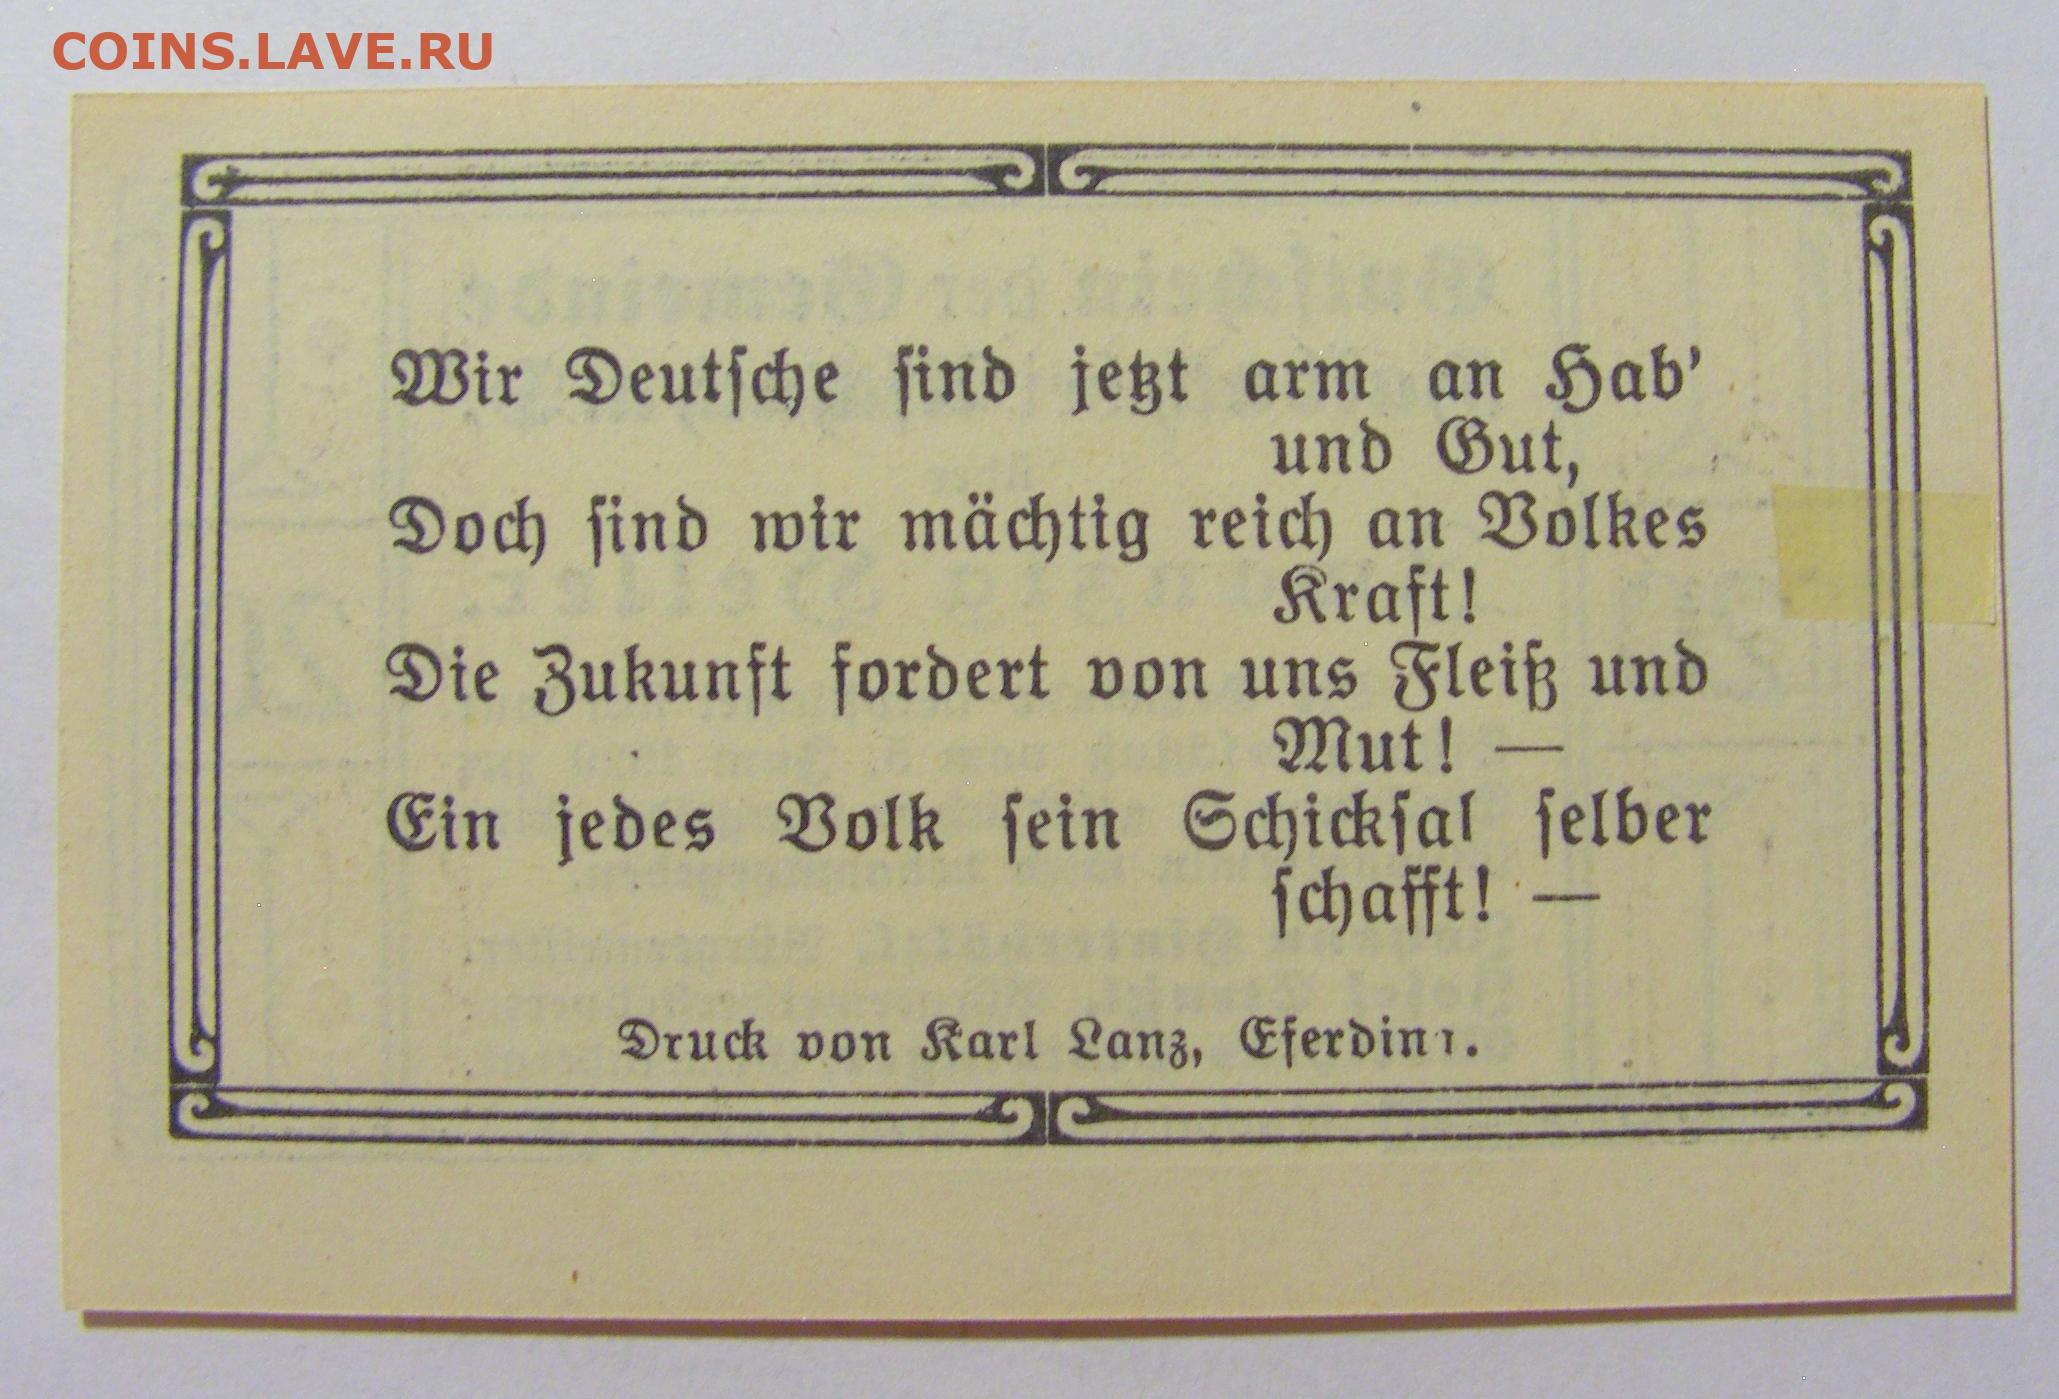 COINS.LAVE.RU
Wir Deutsche sind jetzt arm an Hab'
und Gut,
Doch sind wir mächtig reich an Volkes
Kraft!
Die Zukunft fordert von uns Fleiß und
Mut! —
Ein jedes Volk sein Schicksal selber
schafft! —
Druck von Karl Lanz,